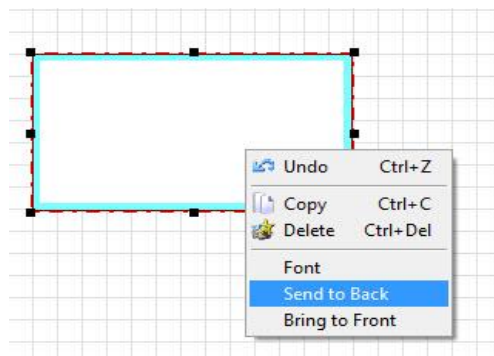 Undo Ctrl+Z
Copy Ctrl+C
Delete Ctrl+Del
Font
Send to Back
Bring to Front